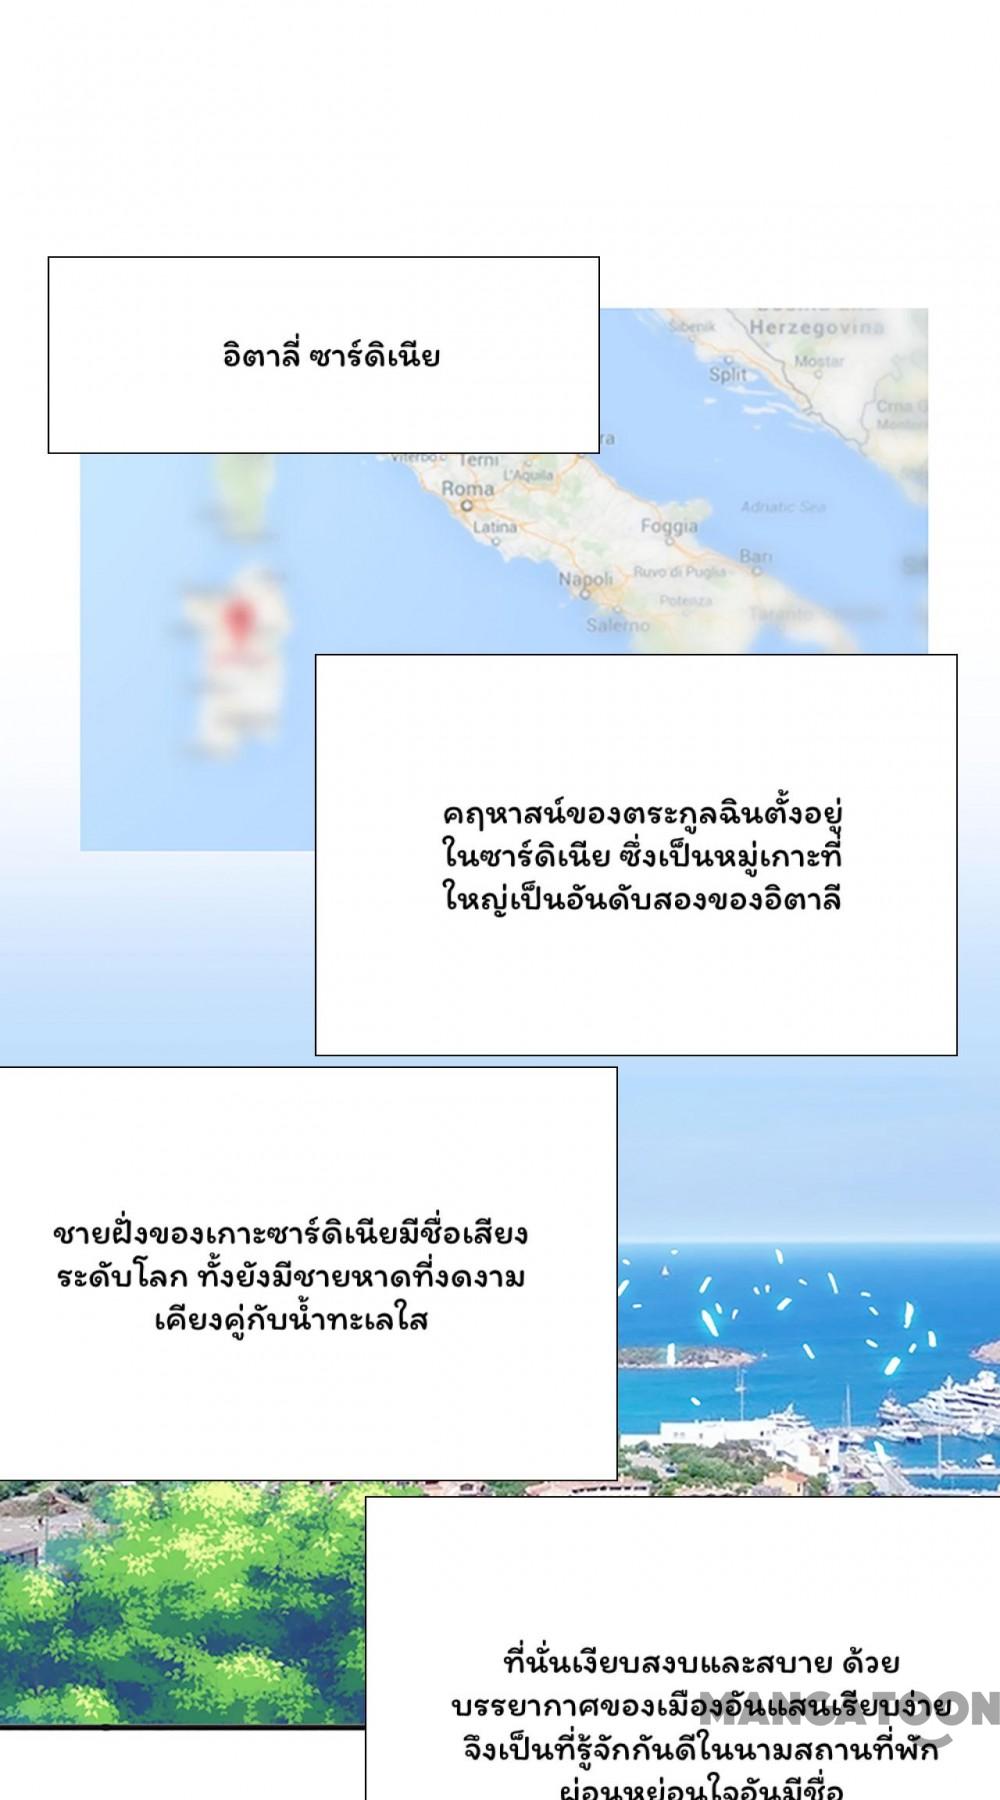 อิตาลี่ ซาร์ดิเนีย
Herzegovina
Šibenik
Mostar
Split
Crna G
Viterbo
Terni
L'Aquila
Roma
Latina
Adriatic Sea
Foggia
Bari
Napoli
Ruvo di Puglia
Potenza
Taranto
Salerno
คฤหาสน์ของตระกูลฉินตั้งอยู่
ในซาร์ดิเนีย ซึ่งเป็นหมู่เกาะที่
ใหญ่เป็นอันดับสองของอิตาลี
ชายฝั่งของเกาะซาร์ดิเนียมีชื่อเสียง
ระดับโลก ทั้งยังมีชายหาดที่งดงาม
เคียงคู่กับน้ำทะเลใส
ที่นั่นเงียบสงบและสบาย ด้วย
บรรยากาศของเมืองอันแสนเรียบง่าย
จึงเป็นที่รู้จักกันดีในนามสถานที่พัก
ผ่อนหย่อนใจอันมีชื่อ
MANGATOON